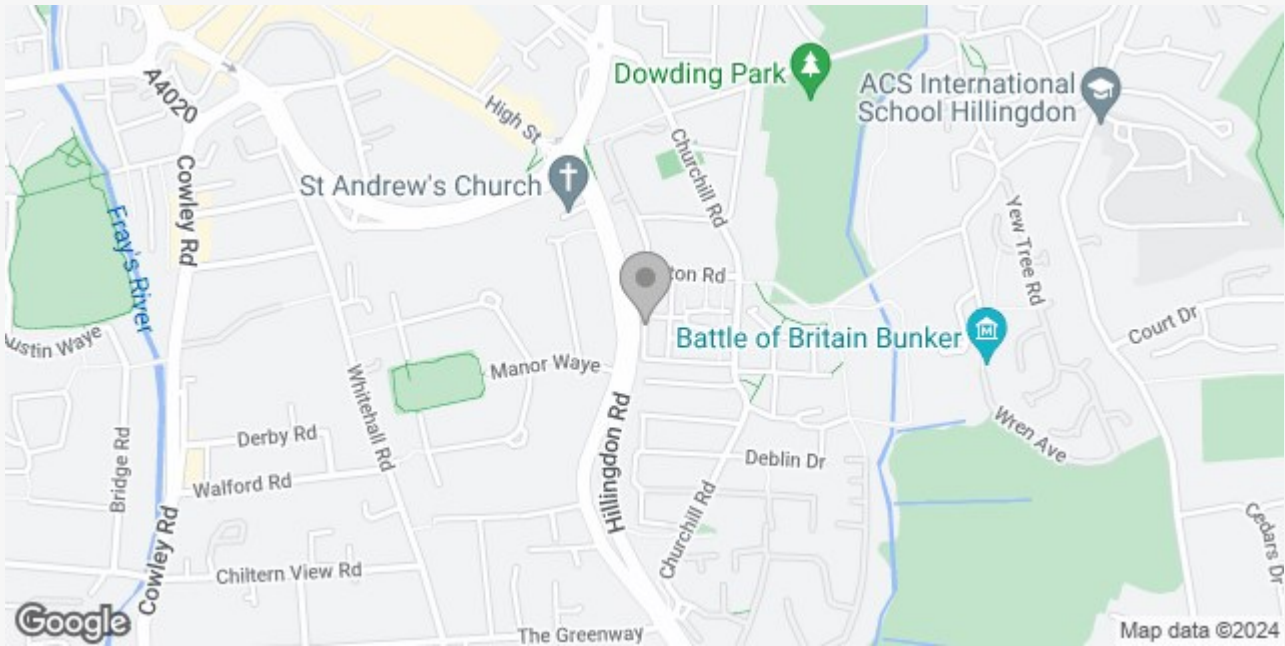 Dowding Park
ACS International
School Hillingdon
A4020
High St
Churchill Rd
St Andrew's Church
Cowley Rd
Fray's River
Yew Tree Rd
ton Rd
Court Dr
Battle of Britain Bunker
Austin Waye
Manor Waye
Whitehall Rd
Hillingdon Rd
Wren Ave
Derby Rd
Bridge Rd
Deblin Dr
Walford Rd
Churchill Rd
Cedars Dr
Cowley Rd
Chiltern View Rd
The Greenway
Google
Map data ©2024